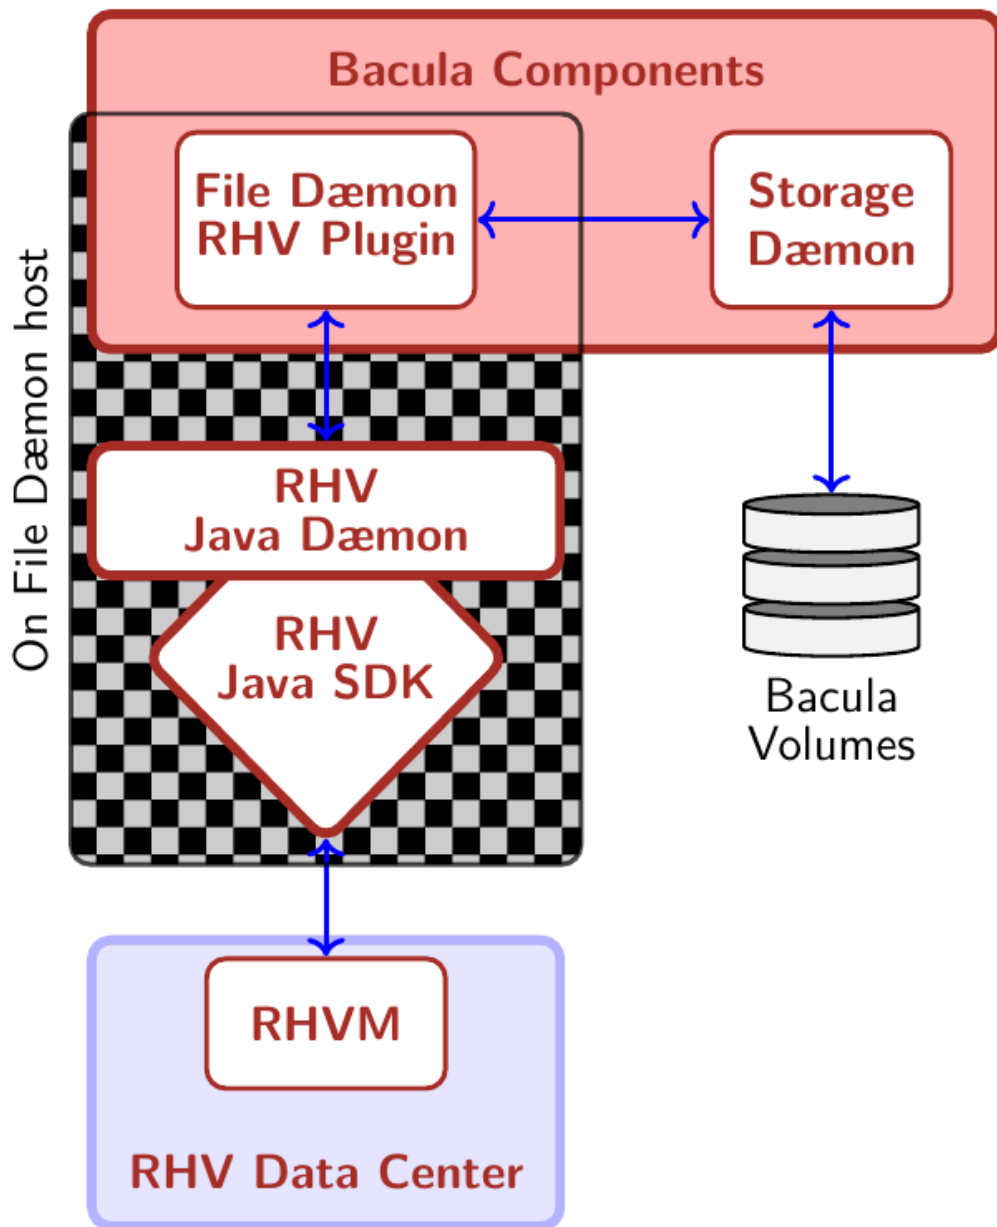 Bacula Components
File Dæmon
RHV Plugin
Storage
Dæmon
On File Dæmon host
RHV
Java Dæmon
RHV
Java SDK
Bacula
Volumes
RHVM
RHV Data Center